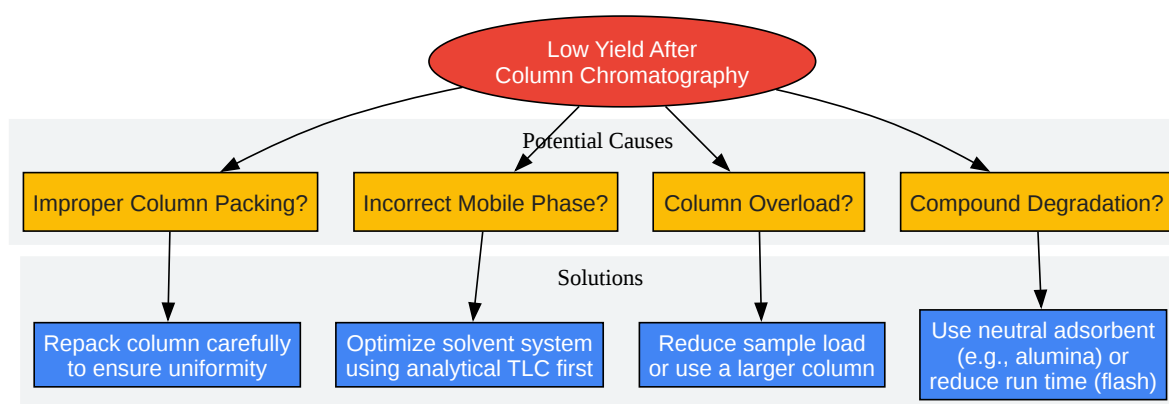 Low Yield After
Column Chromatography
Potential Causes
Improper Column Packing?
Incorrect Mobile Phase?
Column Overload?
Compound Degradation?
Solutions
Repack column carefully
to ensure uniformity
Optimize solvent system
using analytical TLC first
Reduce sample load
or use a larger column
Use neutral adsorbent
(e.g., alumina) or
reduce run time (flash)